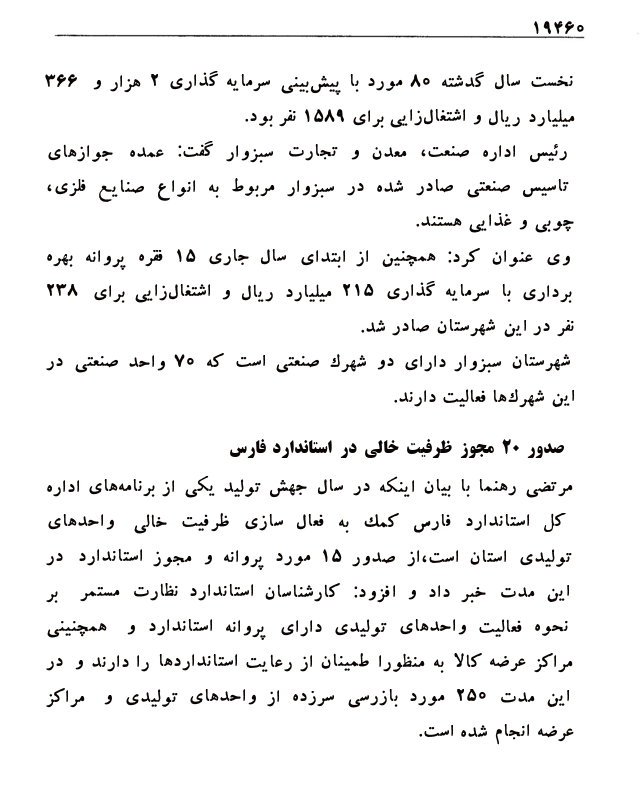 ۱۹۴۶۰
نخست سال گذشته ۸۰ مورد با پیش‌بینی سرمایه گذاری ۲ هزار و ۳۶۶
میلیارد ریال و اشتغال‌زایی برای ۱۵۸۹ نفر بود.
رئیس اداره صنعت، معدن و تجارت سبزوار گفت: عمده جوازهای
تاسیس صنعتی صادر شده در سبزوار مربوط به انواع صنایع فلزی،
چوبی و غذایی هستند.
وی عنوان کرد: همچنین از ابتدای سال جاری ۱۵ فقره پروانه بهره
برداری با سرمایه گذاری ۲۱۵ میلیارد ریال و اشتغال‌زایی برای ۲۳۸
نفر در این شهرستان صادر شد.
شهرستان سبزوار دارای دو شهرك صنعتی است که ۷۰ واحد صنعتی در
این شهرك‌ها فعالیت دارند.
صدور ۲۰ مجوز ظرفیت خالی در استاندارد فارس
مرتضی رهنما با بیان اینکه در سال جهش تولید یکی از برنامه‌های اداره
کل استاندارد فارس کمك به فعال سازی ظرفیت خالی واحدهای
تولیدی استان است،از صدور ۱۵ مورد پروانه و مجوز استاندارد در
این مدت خبر داد و افزود: کارشناسان استاندارد نظارت مستمر بر
نحوه فعالیت واحدهای تولیدی دارای پروانه استاندارد و همچنینی
مراکز عرضه کالا به منظورا طمینان از رعایت استانداردها را دارند و در
این مدت ۲۵۰ مورد بازرسی سرزده از واحدهای تولیدی و مراکز
عرضه انجام شده است.